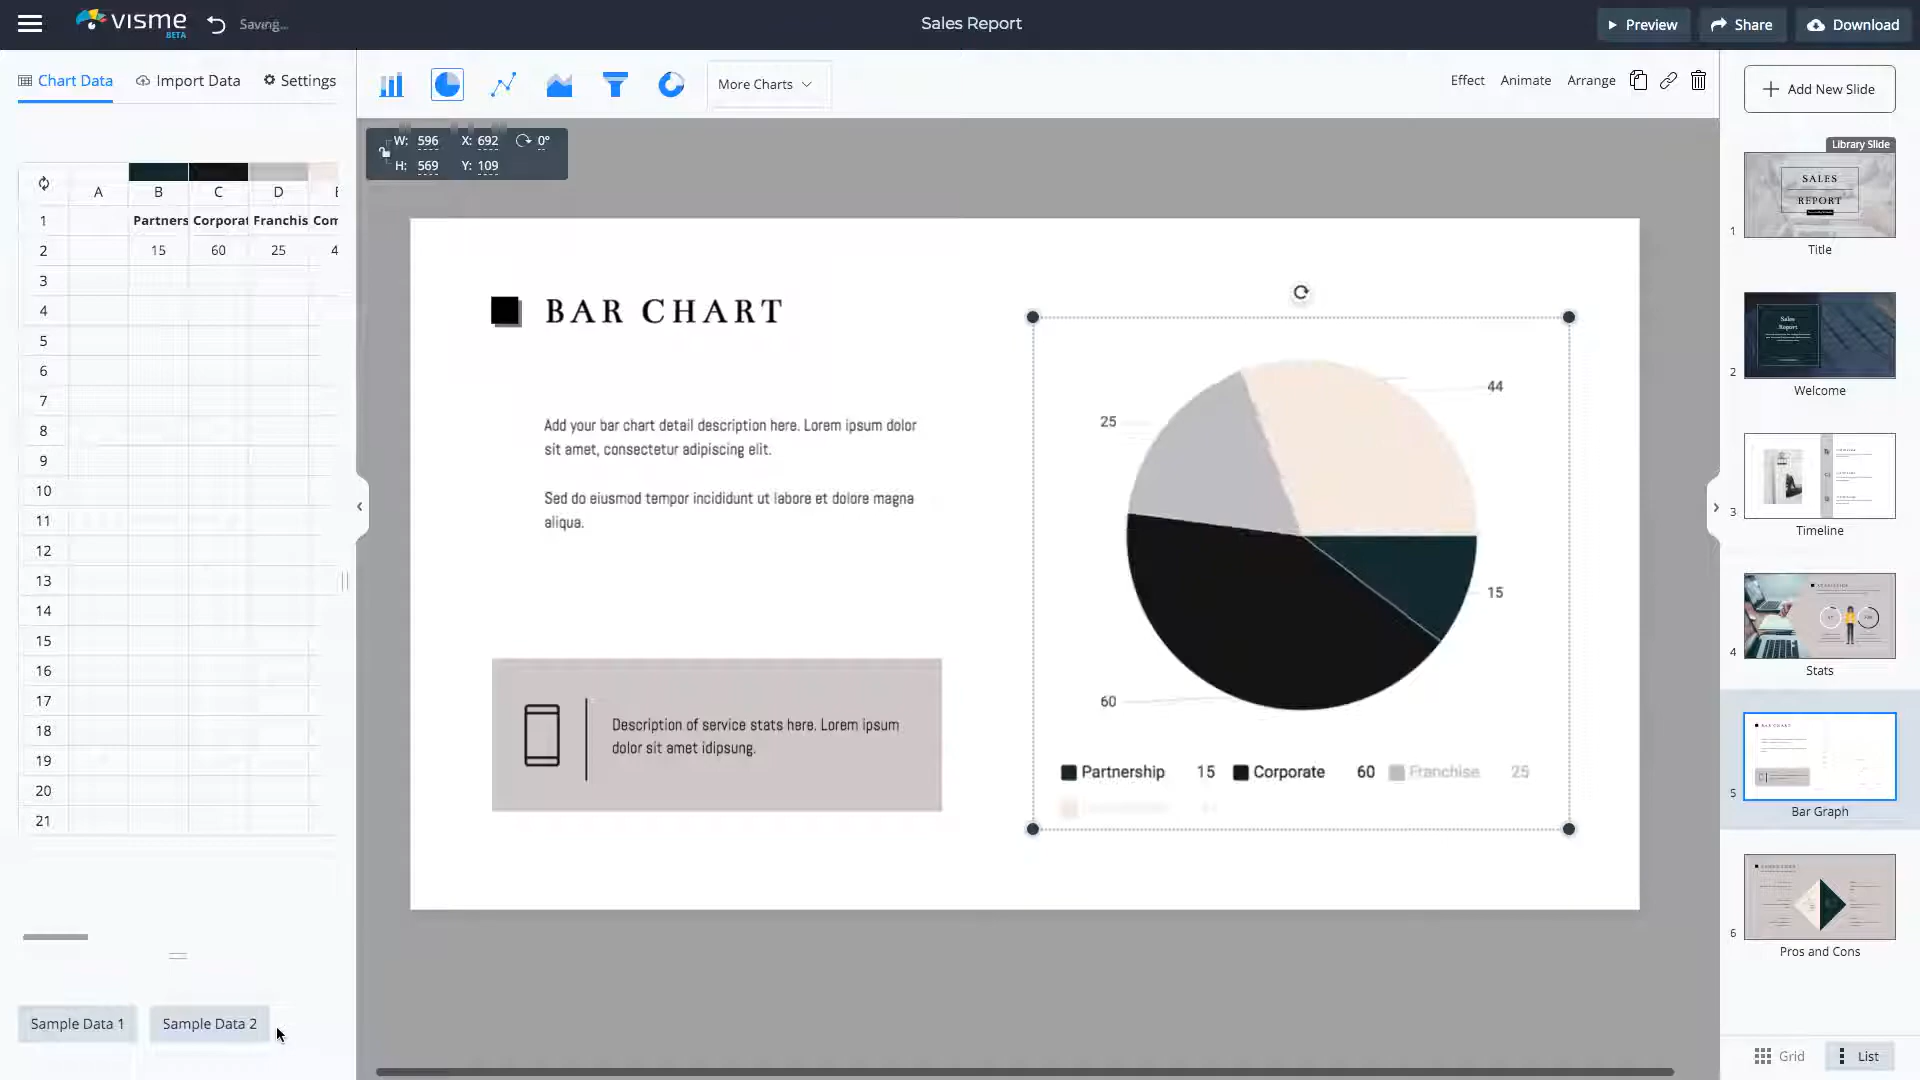 visme
BETA
Saving...
Sales Report
Preview
Share
Download
Chart Data
Import Data
Settings
More Charts
Effect
Animate
Arrange
W: 596 X: 692 0°
H: 569 Y: 109
A B C D
1 Partners Corporat Franchis Com
2 15 60 25 4
3
4
5
6
7
8
9
10
11
12
13
14
15
16
17
18
19
20
21
Sample Data 1
Sample Data 2
BAR CHART
Add your bar chart detail description here. Lorem ipsum dolor
sit amet, consectetur adipiscing elit.
Sed do eiusmod tempor incididunt ut labore et dolore magna
aliqua.
Description of service stats here. Lorem ipsum
dolor sit amet idipsung.
44
25
15
60
Partnership 15 Corporate 60 Franchise 25
Add New Slide
Library Slide
SALES
REPORT
1
Title
Sales
Report
2
Welcome
3
Timeline
4
Stats
BAR CHART
5
Bar Graph
6
Pros and Cons
Grid
List